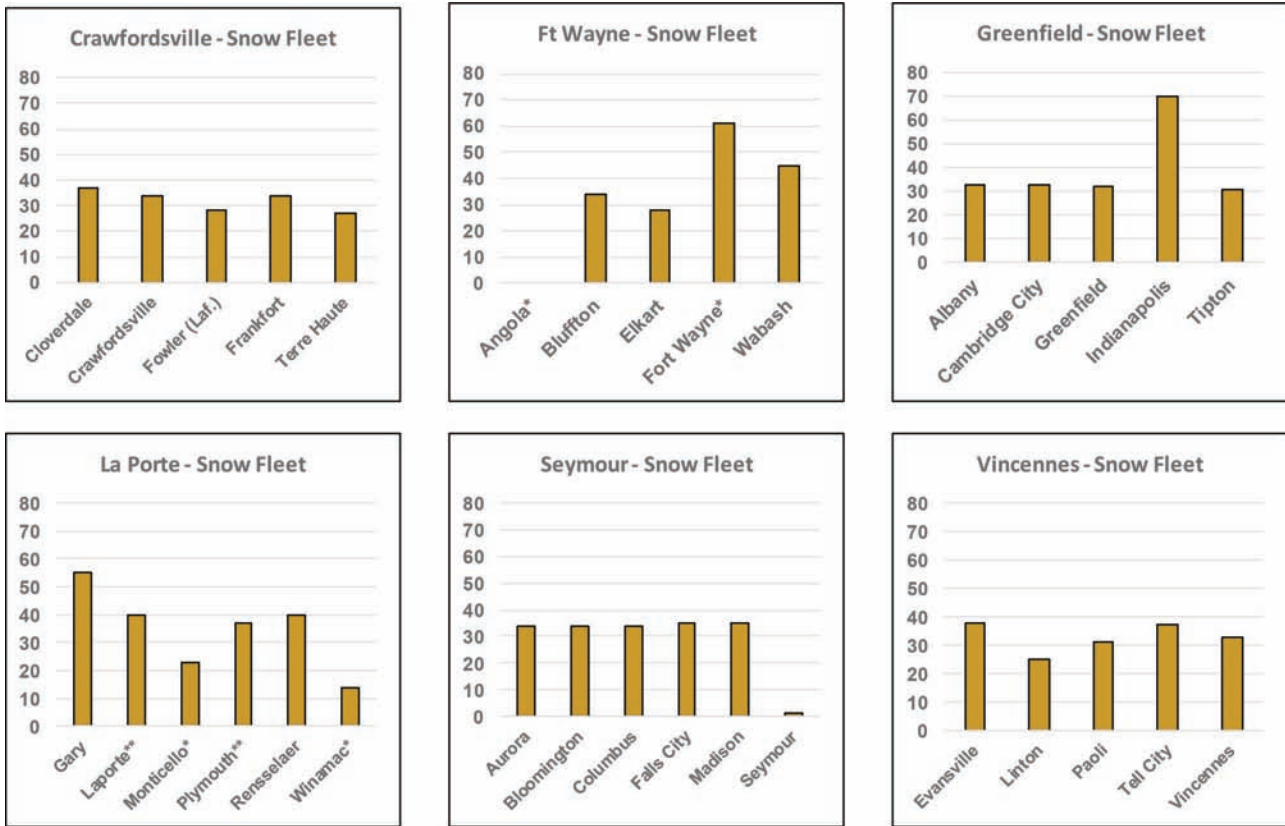 Crawfordsville - Snow Fleet
80
70
60
50
40
30
20
10
0
Cloverdale
Crawfordsville
Fowler (Laf.)
Frankfort
Terre Haute
Ft Wayne - Snow Fleet
80
70
60
50
40
30
20
10
0
Angola*
Bluffton
Elkart
Fort Wayne*
Wabash
Greenfield - Snow Fleet
80
70
60
50
40
30
20
10
0
Albany
Cambridge City
Greenfield
Indianapolis
Tipton
La Porte - Snow Fleet
80
70
60
50
40
30
20
10
0
Gary
Laporte**
Monticello*
Plymouth**
Rensselaer
Winamac*
Seymour - Snow Fleet
80
70
60
50
40
30
20
10
0
Aurora
Bloomington
Columbus
Falls City
Madison
Seymour
Vincennes - Snow Fleet
80
70
60
50
40
30
20
10
0
Evansville
Linton
Paoli
Tell City
Vincennes